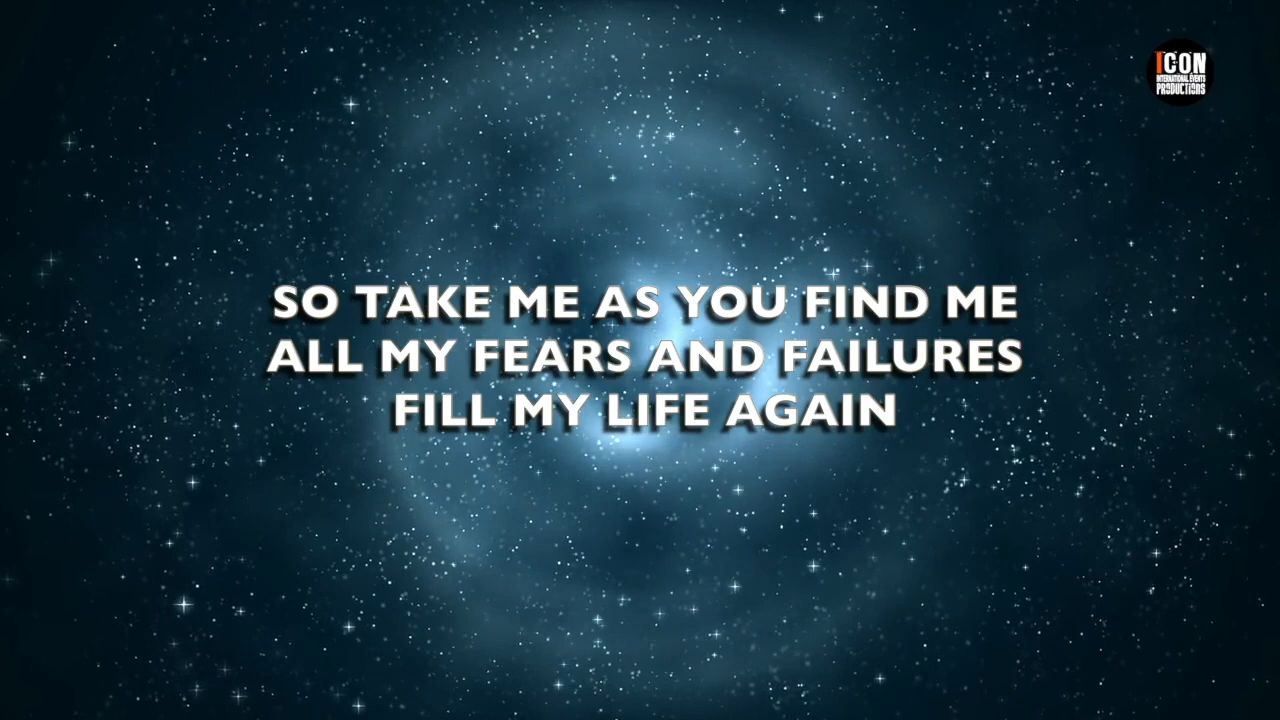 ICON
INTERNATIONAL EVENTS
PRODUCTIONS
SO TAKE ME AS YOU FIND ME
ALL MY FEARS AND FAILURES
FILL MY LIFE AGAIN